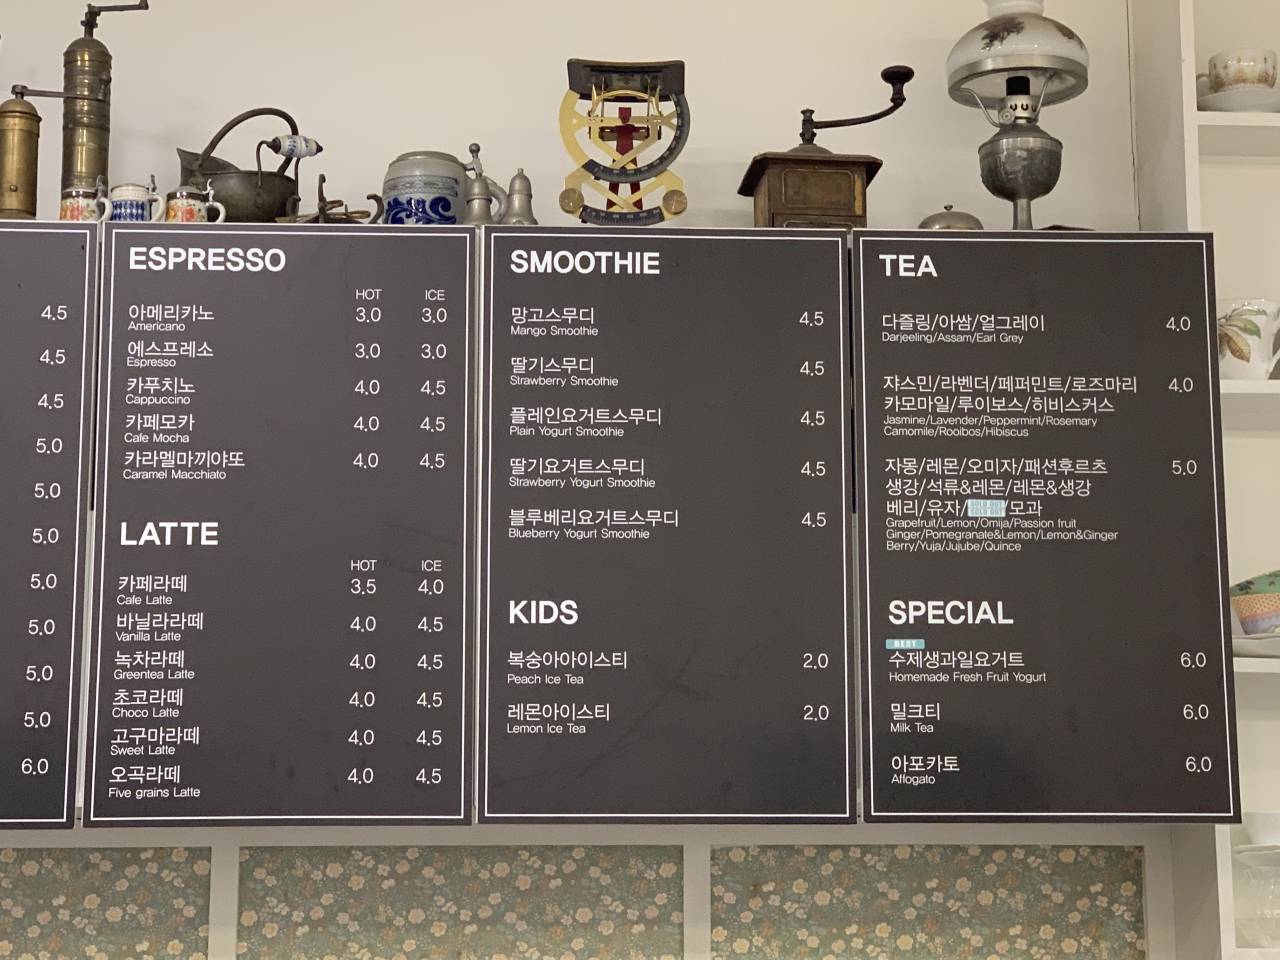 4.5
4.5
4.5
5.0
5.0
5.0
5.0
5.0
5.0
5.0
6.0
ESPRESSO
HOT ICE
아메리카노 3.0 3.0
Americano
에스프레소 3.0 3.0
Espresso
카푸치노 4.0 4.5
Cappuccino
카페모카 4.0 4.5
Cafe Mocha
카라멜마끼야또 4.0 4.5
Caramel Macchiato
LATTE
HOT ICE
카페라떼 3.5 4.0
Cafe Latte
바닐라라떼 4.0 4.5
Vanilla Latte
녹차라떼 4.0 4.5
Greentea Latte
초코라떼 4.0 4.5
Choco Latte
고구마라떼 4.0 4.5
Sweet Latte
오곡라떼 4.0 4.5
Five grains Latte
SMOOTHIE
망고스무디 4.5
Mango Smoothie
딸기스무디 4.5
Strawberry Smoothie
플레인요거트스무디 4.5
Plain Yogurt Smoothie
딸기요거트스무디 4.5
Strawberry Yogurt Smoothie
블루베리요거트스무디 4.5
Blueberry Yogurt Smoothie
KIDS
복숭아아이스티 2.0
Peach Ice Tea
레몬아이스티 2.0
Lemon Ice Tea
TEA
다즐링/아쌈/얼그레이 4.0
Darjeeling/Assam/Earl Grey
쟈스민/라벤더/페퍼민트/로즈마리 4.0
카모마일/루이보스/히비스커스
Jasmine/Lavender/Peppermint/Rosemary
Camomile/Rooibos/Hibiscus
자몽/레몬/오미자/패션후르츠 5.0
생강/석류&레몬/레몬&생강
베리/유자/SOLD OUT SOLD OUT/모과
Grapefruit/Lemon/Omija/Passion fruit
Ginger/Pomegranate&Lemon/Lemon&Ginger
Berry/Yuja/Jujube/Quince
SPECIAL
BEST
수제생과일요거트 6.0
Homemade Fresh Fruit Yogurt
밀크티 6.0
Milk Tea
아포카토 6.0
Affogato